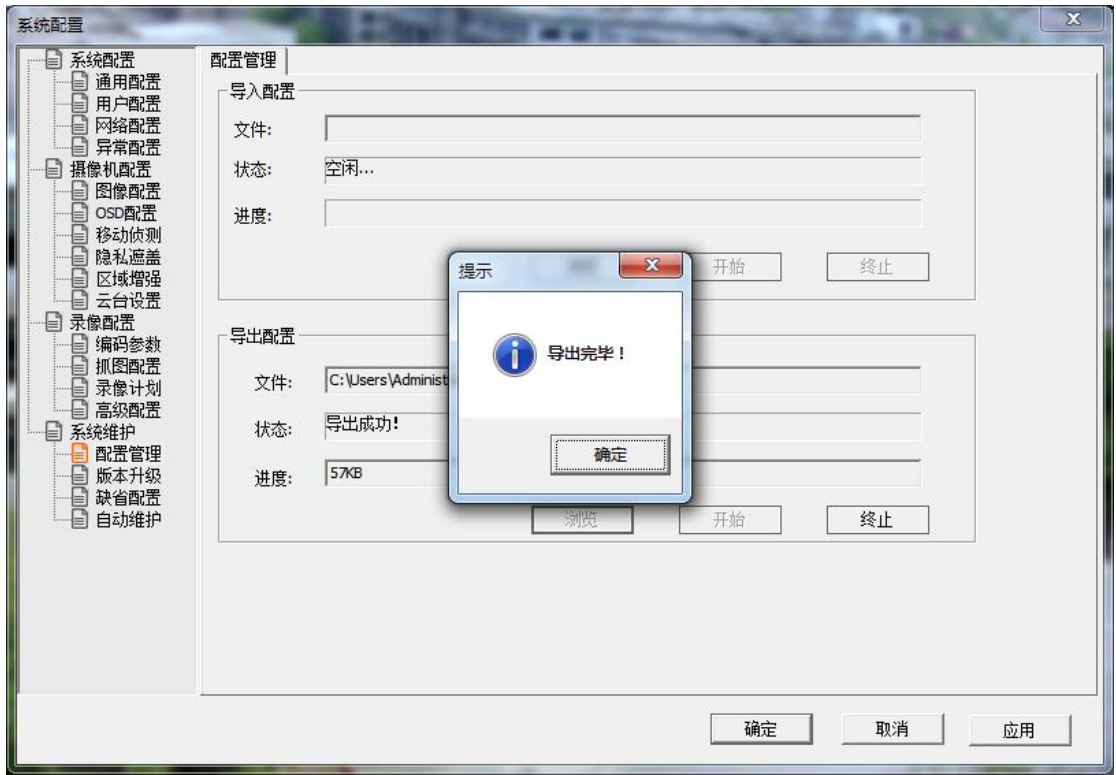 系统配置
系统配置
通用配置
用户配置
网络配置
异常配置
摄像机配置
图像配置
OSD配置
移动侦测
隐私遮盖
区域增强
云台设置
录像配置
编码参数
抓图配置
录像计划
高级配置
系统维护
配置管理
版本升级
缺省配置
自动维护
配置管理
导入配置
文件:
状态: 空闲...
进度:
开始 终止
导出配置
文件: C:\Users\Administ
状态: 导出成功!
进度: 57KB
浏览 开始 终止
提示
导出完毕！
确定
确定 取消 应用